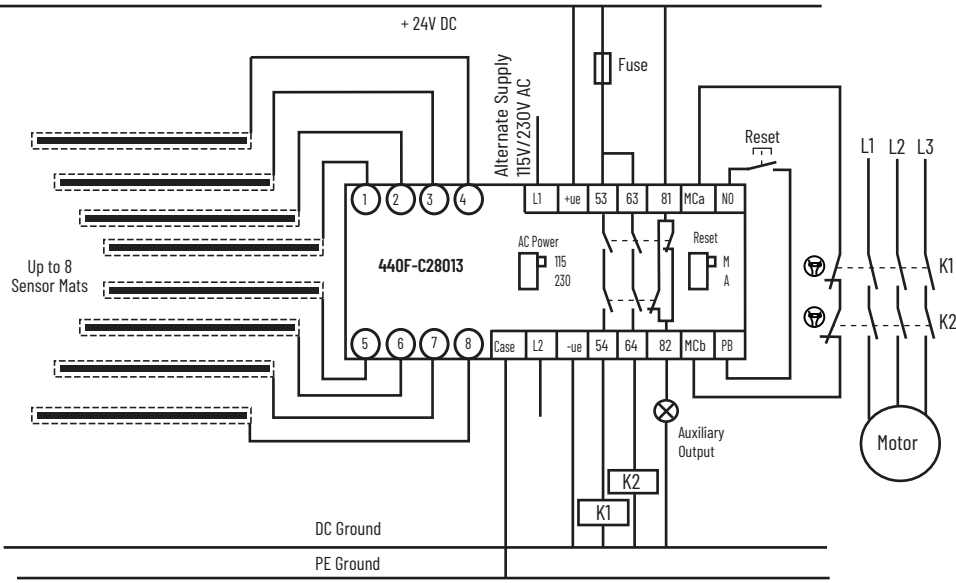 + 24V DC
Alternate Supply
115V/230V AC
Fuse
Reset
L1 L2 L3
1 2 3 4
L1 +ue 53 63 81 MCa NO
Up to 8
Sensor Mats
440F-C28013
AC Power
115
230
Reset
M
A
K1
K2
5 6 7 8
Case L2 -ue 54 64 82 MCb PB
Auxiliary
Output
Motor
K2
K1
DC Ground
PE Ground